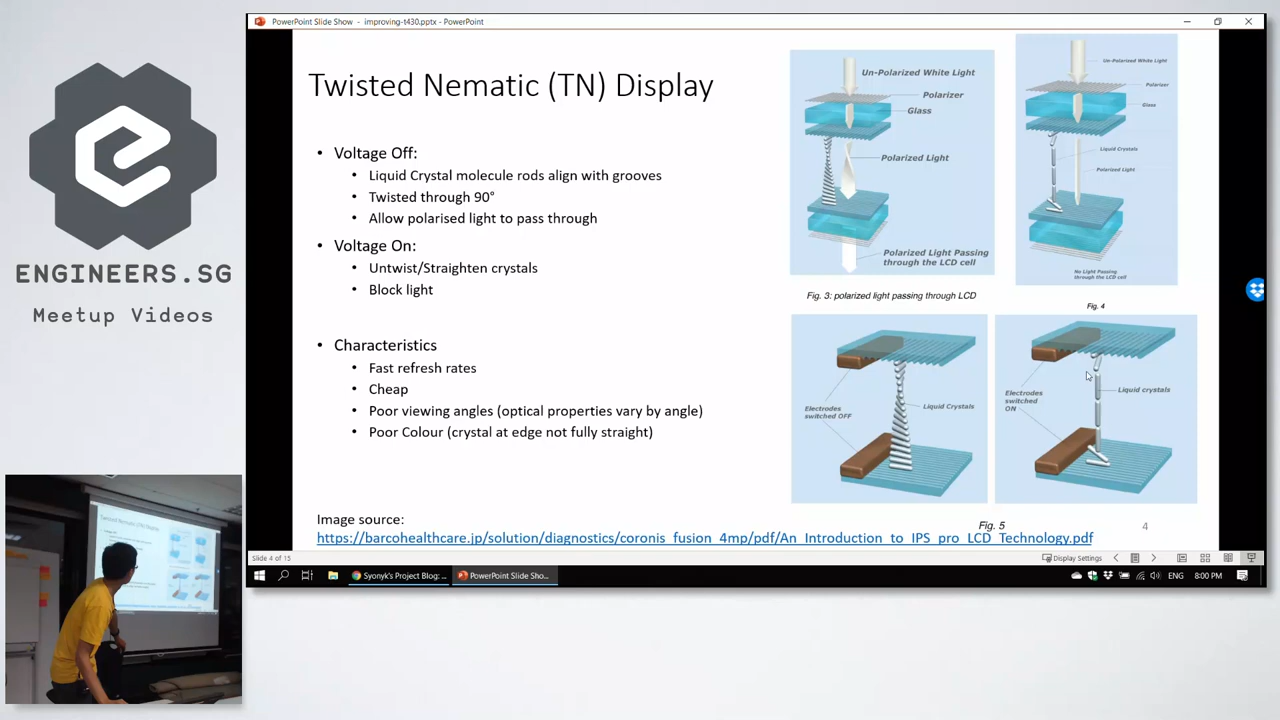 PowerPoint Slide Show - improving-t430.pptx - PowerPoint
ENGINEERS.SG
Meetup Videos
Twisted Nematic (TN) Display
• Voltage Off:
• Liquid Crystal molecule rods align with grooves
• Twisted through 90°
• Allow polarised light to pass through
• Voltage On:
• Untwist/Straighten crystals
• Block light
• Characteristics
• Fast refresh rates
• Cheap
• Poor viewing angles (optical properties vary by angle)
• Poor Colour (crystal at edge not fully straight)
Un-Polarized White Light
Polarizer
Glass
Polarized Light
Polarized Light Passing
through the LCD cell
Fig. 3: polarized light passing through LCD
Un-Polarized White Light
Polarizer
Glass
Liquid Crystals
Polarized Light
No Light Passing
through the LCD cell
Fig. 4
Electrodes
switched OFF
Liquid Crystals
Electrodes
switched
ON
Liquid crystals
Fig. 5
4
Image source:
https://barcohealthcare.jp/solution/diagnostics/coronis_fusion_4mp/pdf/An_Introduction_to_IPS_pro_LCD_Technology.pdf
Slide 4 of 15
Display Settings
Syonyk's Project Blog: ...
PowerPoint Slide Sho...
ENG
8:00 PM
Twisted Nematic (TN) Display